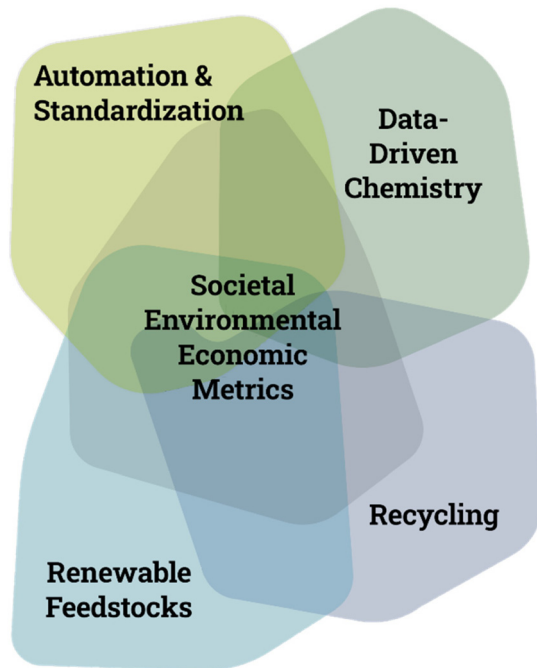 Automation &
Standardization
Data-
Driven
Chemistry
Societal
Environmental
Economic
Metrics
Recycling
Renewable
Feedstocks